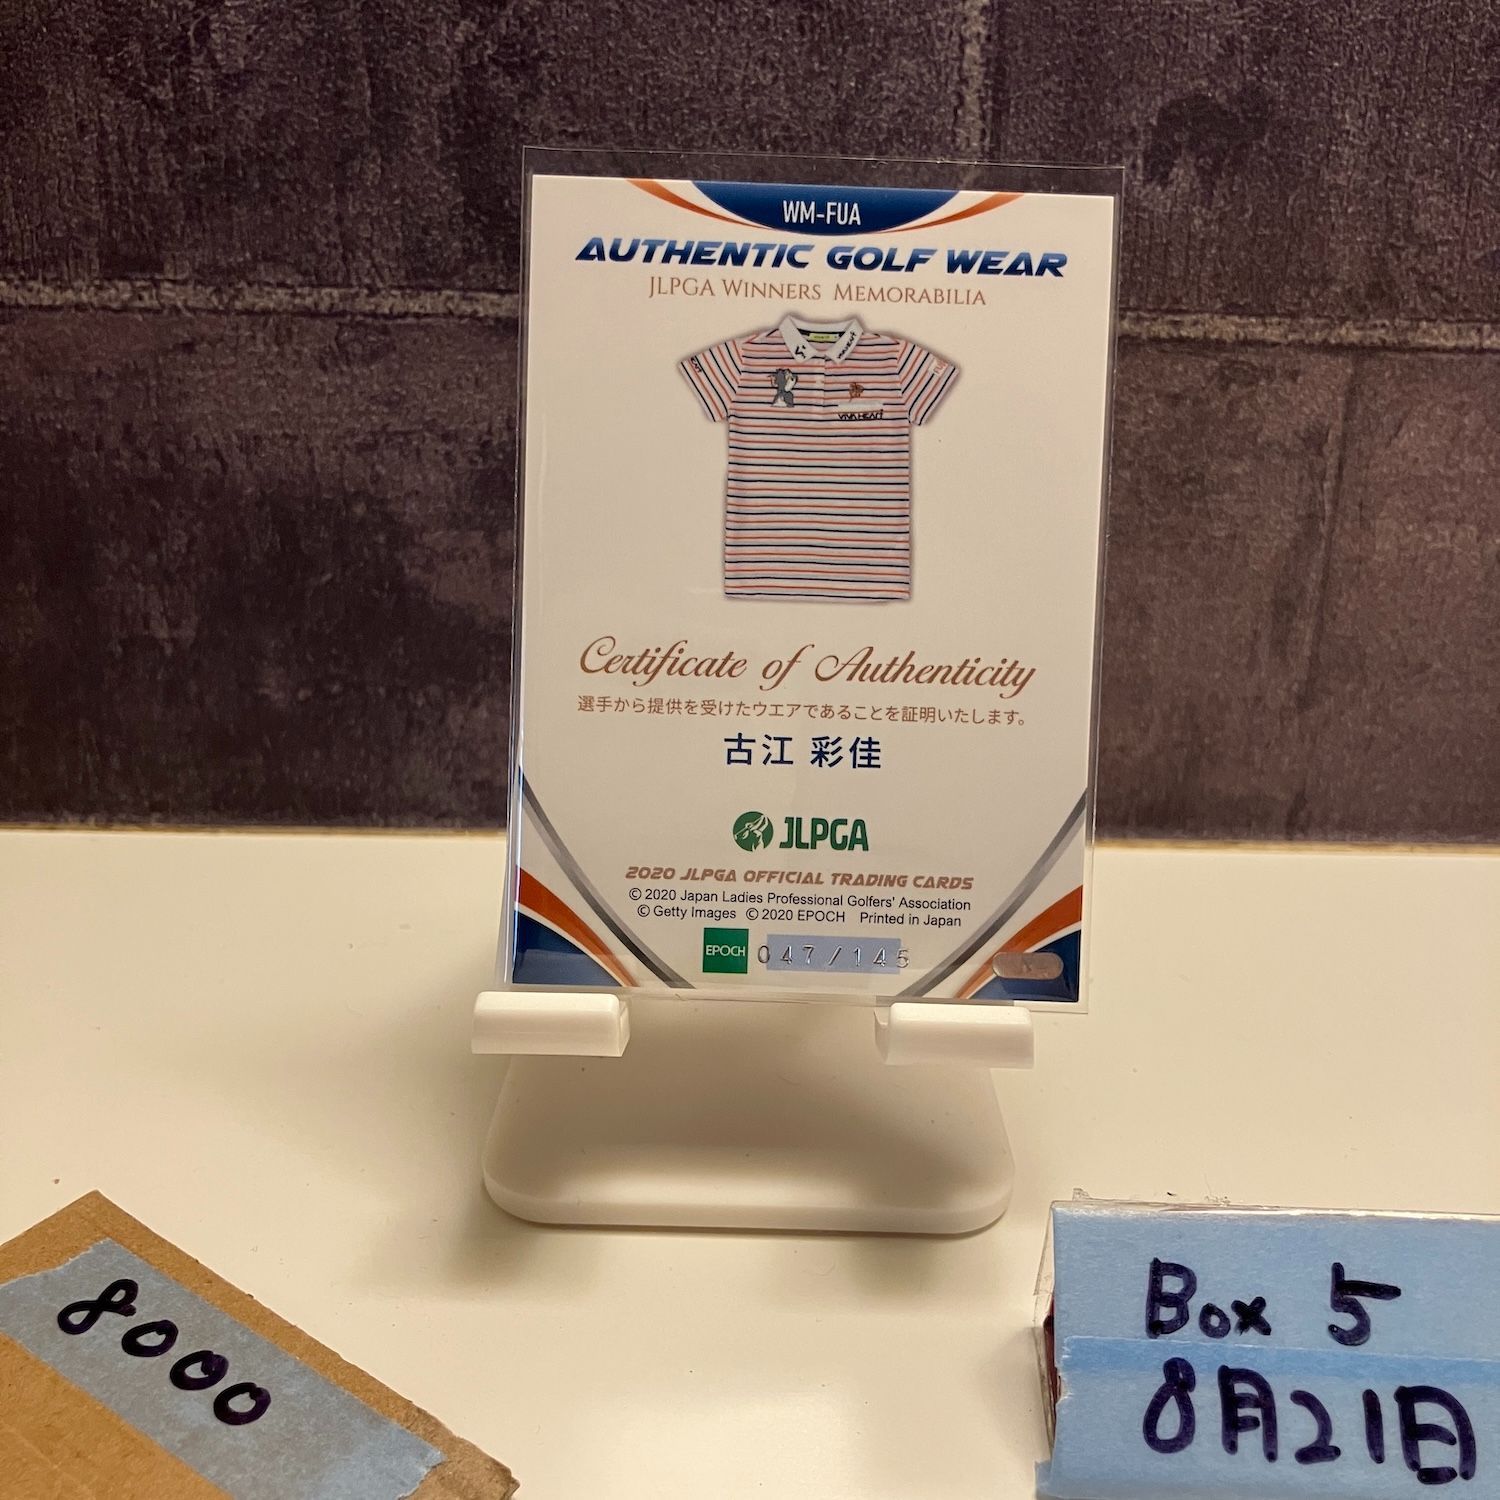 WM-FUA
AUTHENTIC GOLF WEAR
JLPGA WINNERS MEMORABILIA
VIVA HEART
Certificate of Authenticity
選手から提供を受けたウエアであることを証明いたします。
古江 彩佳
JLPGA
2020 JLPGA OFFICIAL TRADING CARDS
© 2020 Japan Ladies Professional Golfers' Association
© Getty Images © 2020 EPOCH Printed in Japan
EPOCH 047/145
8000
Box 5
8月21日